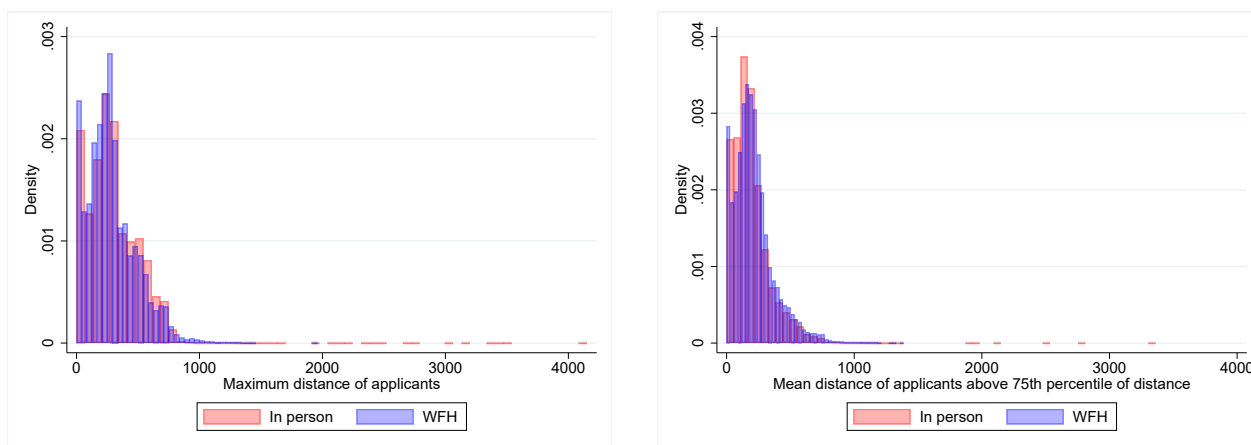 .003
.002
.001
0
Density
0 1000 2000 3000 4000
Maximum distance of applicants
In person WFH
.004
.003
.002
.001
0
Density
0 1000 2000 3000 4000
Mean distance of applicants above 75th percentile of distance
In person WFH